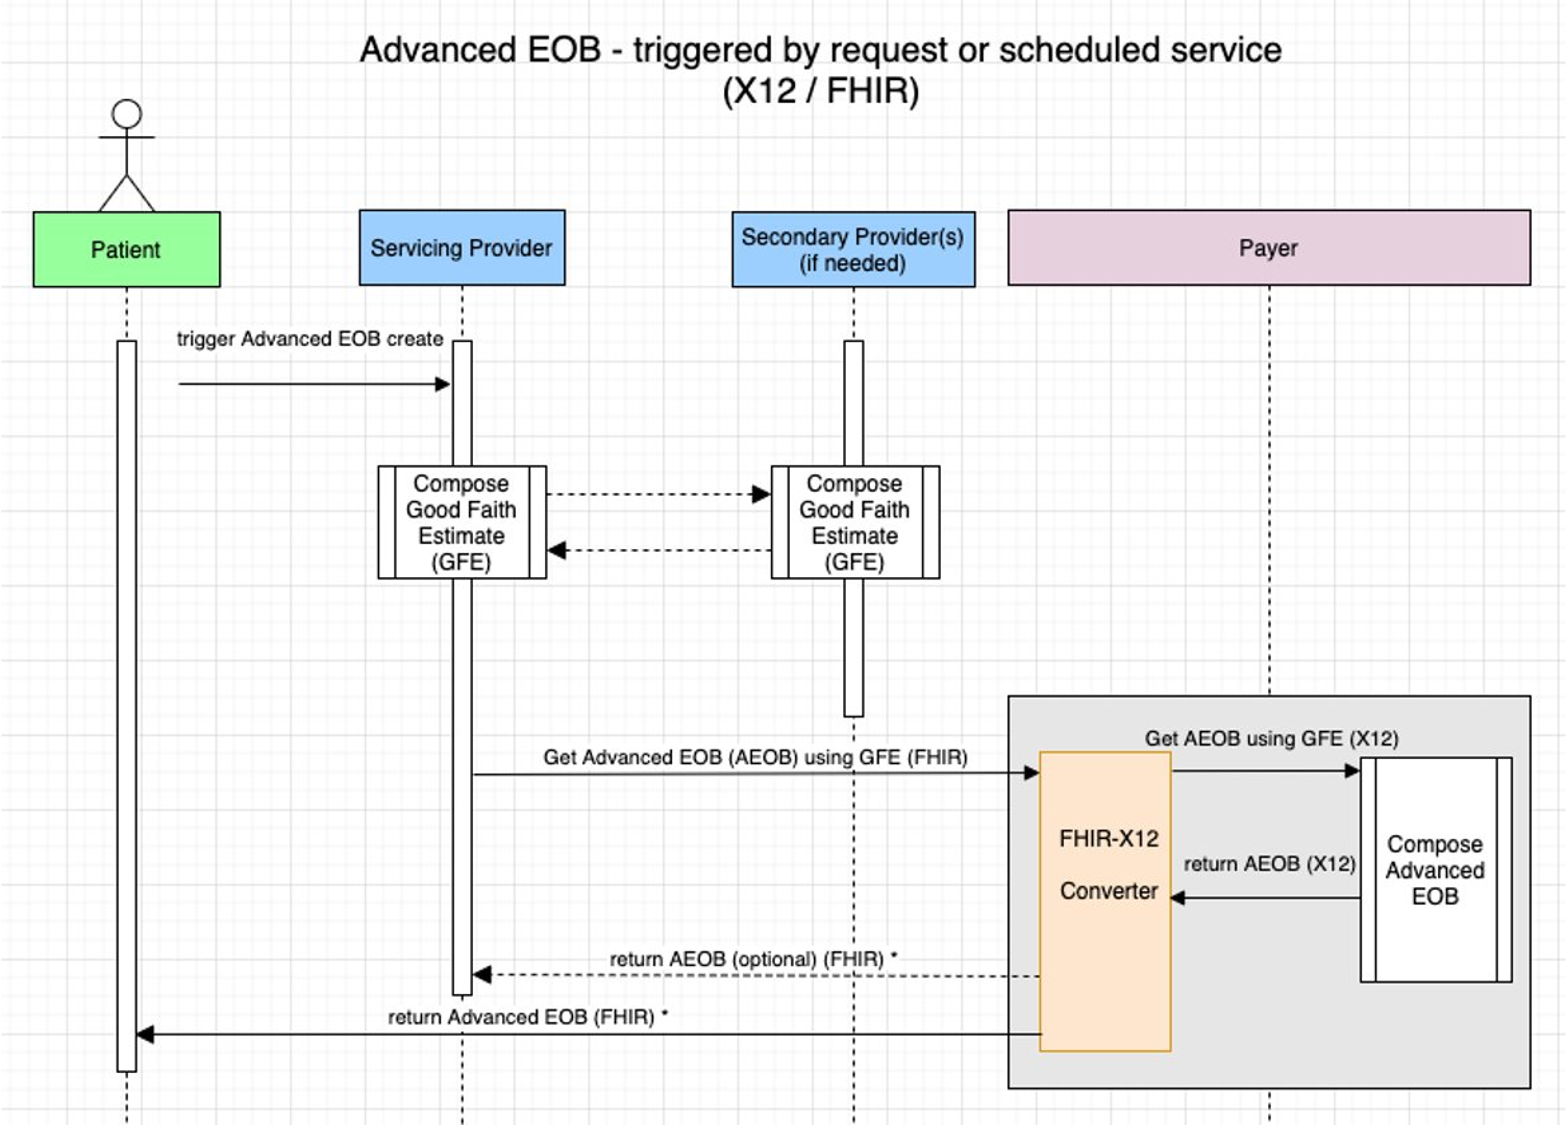 Advanced EOB - triggered by request or scheduled service
(X12 / FHIR)
Patient
Servicing Provider
Secondary Provider(s)
(if needed)
Payer
trigger Advanced EOB create
Compose
Good Faith
Estimate
(GFE)
Compose
Good Faith
Estimate
(GFE)
Get Advanced EOB (AEOB) using GFE (FHIR)
Get AEOB using GFE (X12)
FHIR-X12
Converter
return AEOB (X12)
Compose
Advanced
EOB
return AEOB (optional) (FHIR) *
return Advanced EOB (FHIR) *